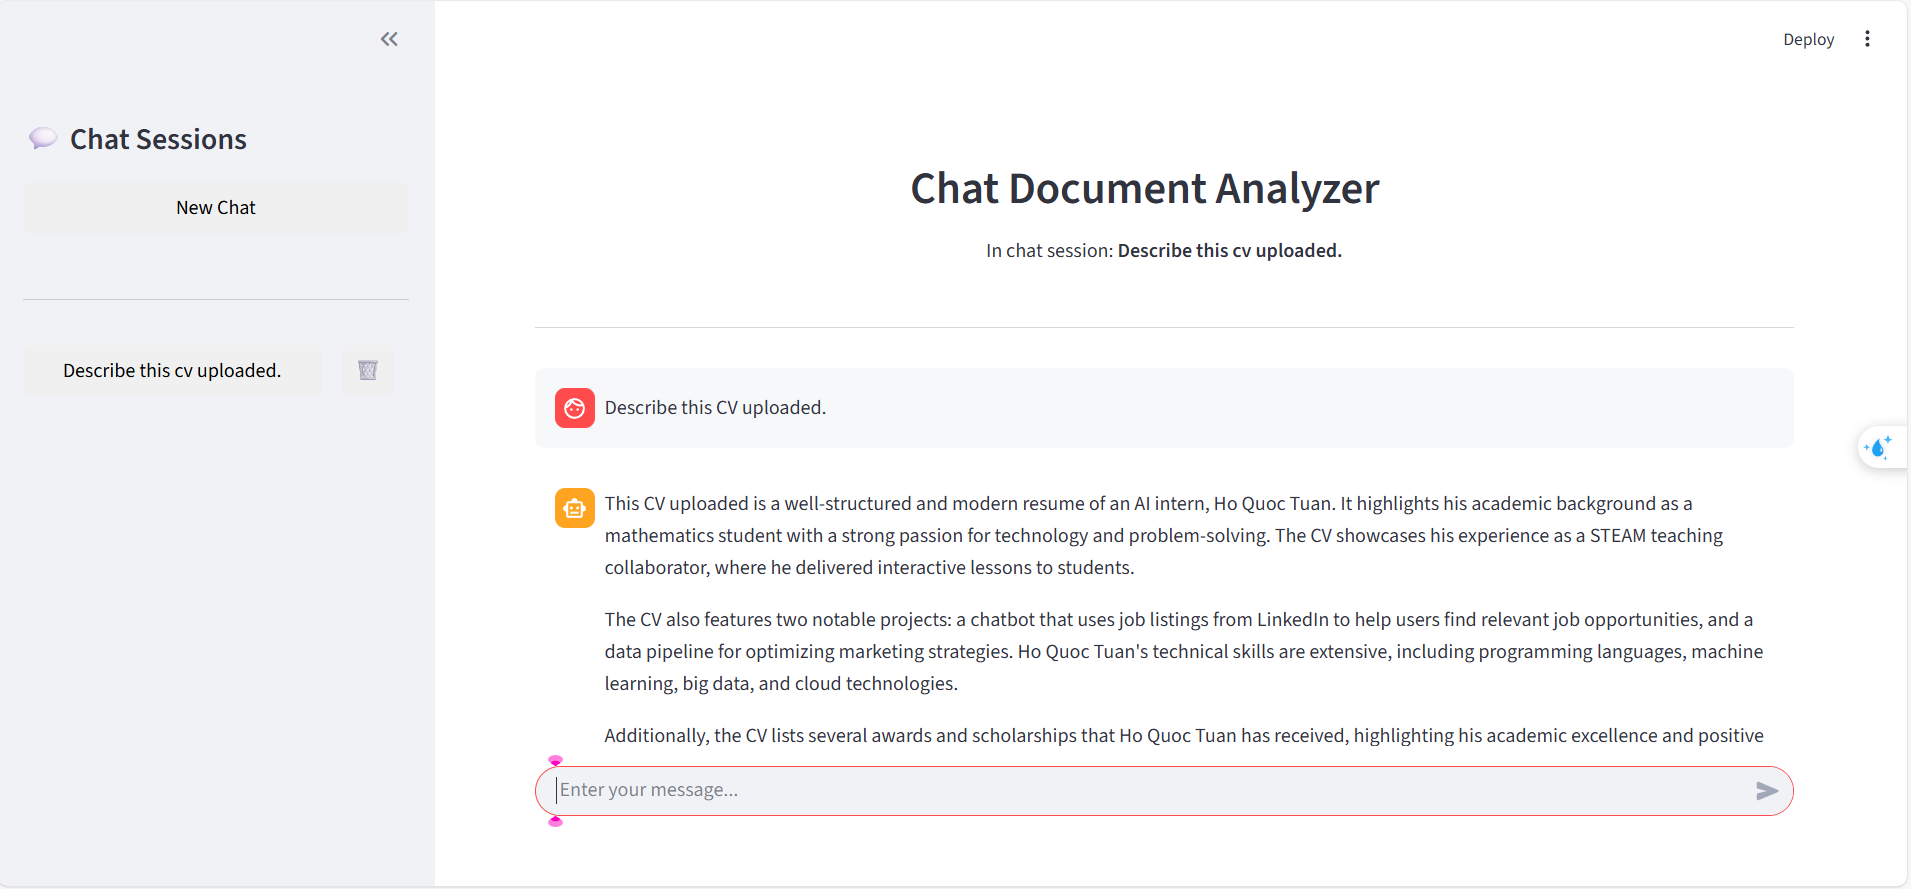 Deploy
Chat Sessions
New Chat
Describe this cv uploaded.
Chat Document Analyzer
In chat session: Describe this cv uploaded.
Describe this CV uploaded.
This CV uploaded is a well-structured and modern resume of an AI intern, Ho Quoc Tuan. It highlights his academic background as a
mathematics student with a strong passion for technology and problem-solving. The CV showcases his experience as a STEAM teaching
collaborator, where he delivered interactive lessons to students.
The CV also features two notable projects: a chatbot that uses job listings from LinkedIn to help users find relevant job opportunities, and a
data pipeline for optimizing marketing strategies. Ho Quoc Tuan's technical skills are extensive, including programming languages, machine
learning, big data, and cloud technologies.
Additionally, the CV lists several awards and scholarships that Ho Quoc Tuan has received, highlighting his academic excellence and positive
Enter your message...